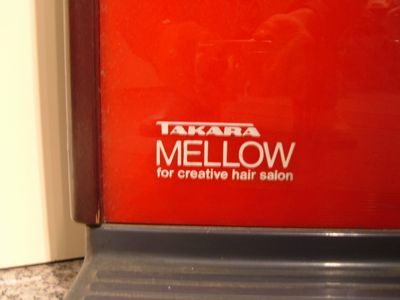 TAKARA
MELLOW
for creative hair salon